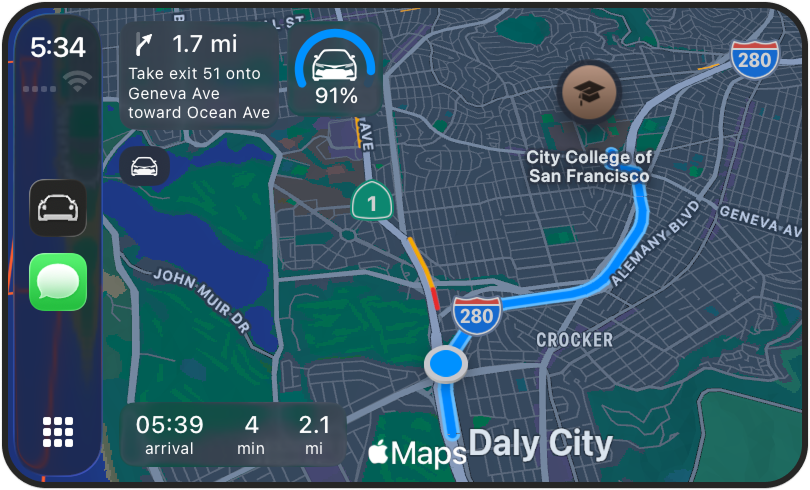 5:34
1.7 mi
Take exit 51 onto
Geneva Ave
toward Ocean Ave
91%
AVE
1
280
City College of
San Francisco
GENEVA AV
ALEMANY BLVD
JOHN MUIR DR
280
CROCKER
05:39
arrival
4
min
2.1
mi
Maps
Daly City